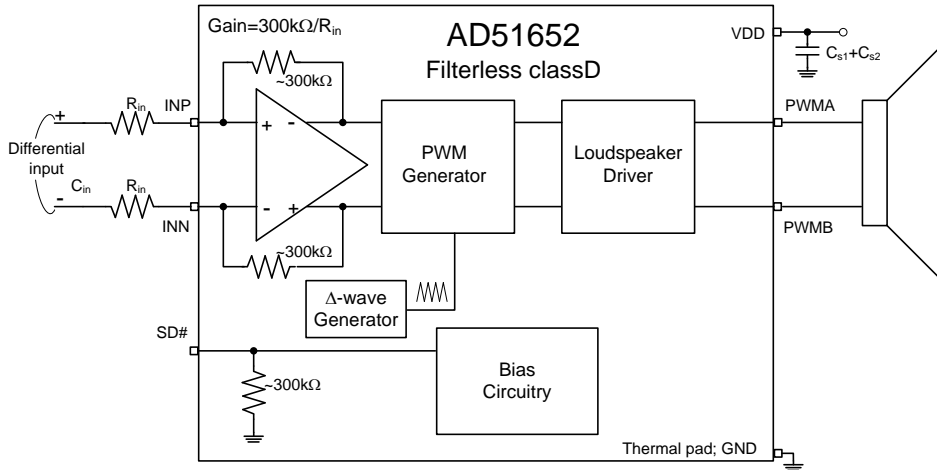 Gain=300kΩ/Rin
AD51652
Filterless classD
VDD
Cs1+Cs2
~300kΩ
Rin
INP
+
-
PWMA
+
Differential
input
PWM
Generator
Loudspeaker
Driver
-
Cin
Rin
-
+
INN
PWMB
~300kΩ
Δ-wave
Generator
SD#
~300kΩ
Bias
Circuitry
Thermal pad; GND